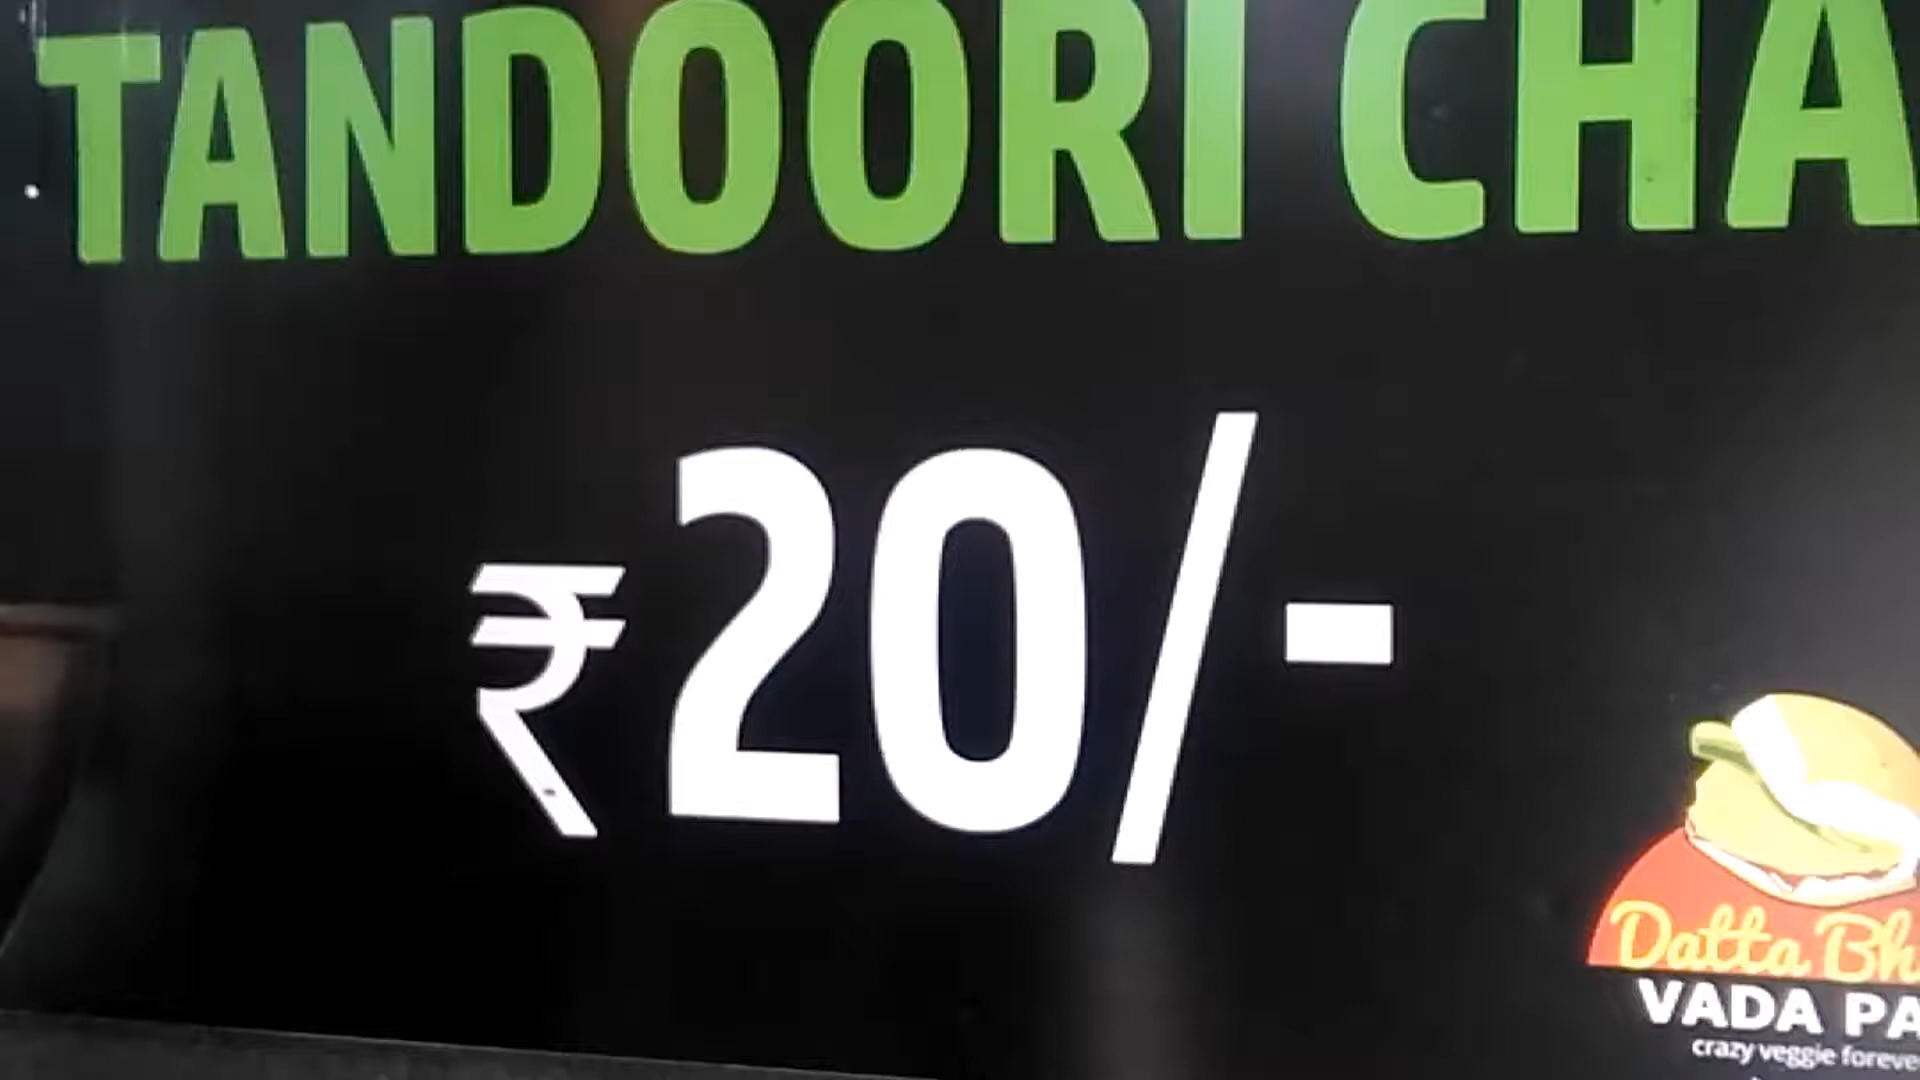 TANDOORI CHA
₹20/-
Datta Bh
VADA PA
crazy veggie foreve